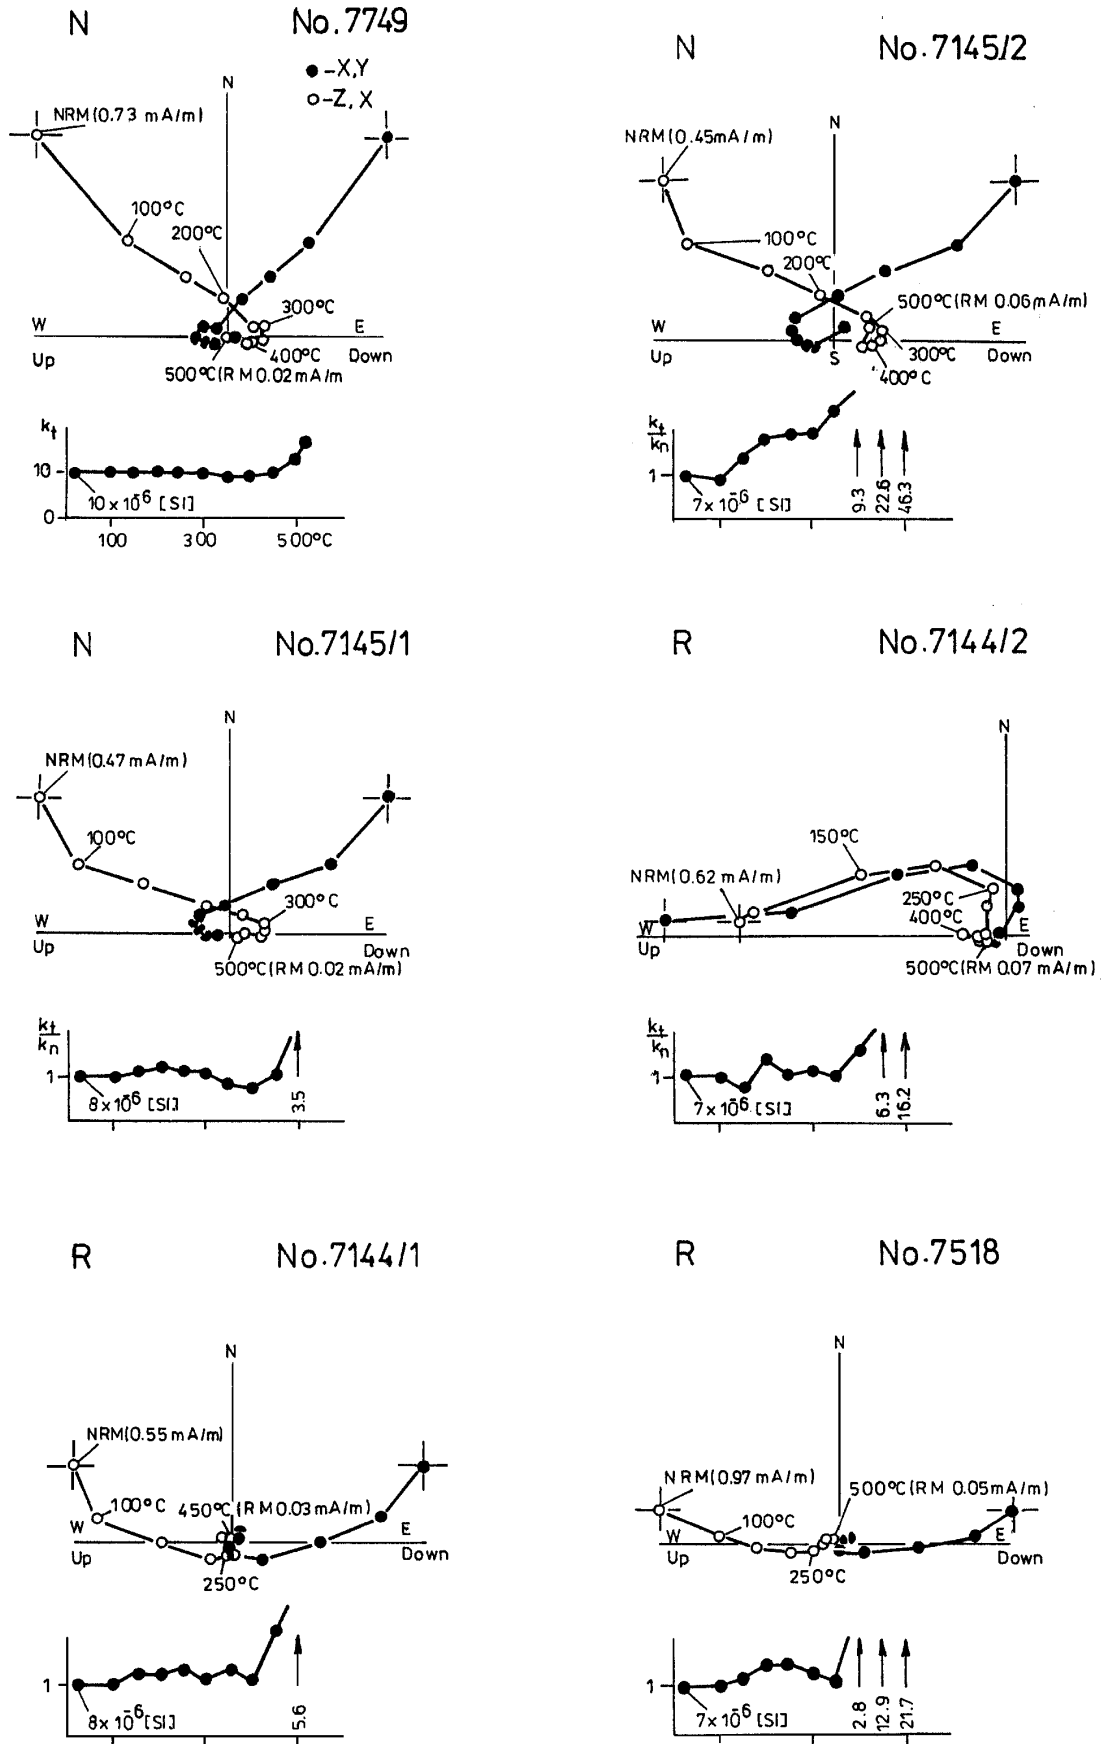 N No.7749
●-X,Y
○-Z,X
N
NRM(0.73 mA/m)
100°C
200°C
300°C
W E
Up Down
400°C
500°C(RM 0.02 mA/m
kt
10
10×10⁻⁶ [SI]
0
100 300 500°C
N No.7145/2
N
NRM(0.45mA/m)
100°C
200°C
500°C(RM 0.06mA/m)
W E
Up S 300°C Down
400°C
kt
kn
1
7×10⁻⁶ [SI]
9.3
22.6
46.3
N No.7145/1
N
NRM(0.47mA/m)
100°C
300°C
W E
Up Down
500°C(RM 0.02 mA/m)
kt
kn
1
8×10⁻⁶ [SI]
3.5
R No.7144/2
N
150°C
NRM(0.62 mA/m)
250°C
400°C
W E
Up Down
500°C(RM 0.07 mA/m)
kt
kn
1
7×10⁻⁶ [SI]
6.3
16.2
R No.7144/1
N
NRM(0.55 mA/m)
100°C 450°C (RM 0.03 mA/m)
W E
Up Down
250°C
1
8×10⁻⁶ [SI]
5.6
R No.7518
N
NRM(0.97 mA/m)
500°C(RM 0.05mA/m)
100°C
W E
Up Down
250°C
1
7×10⁻⁶ [SI]
2.8
12.9
21.7